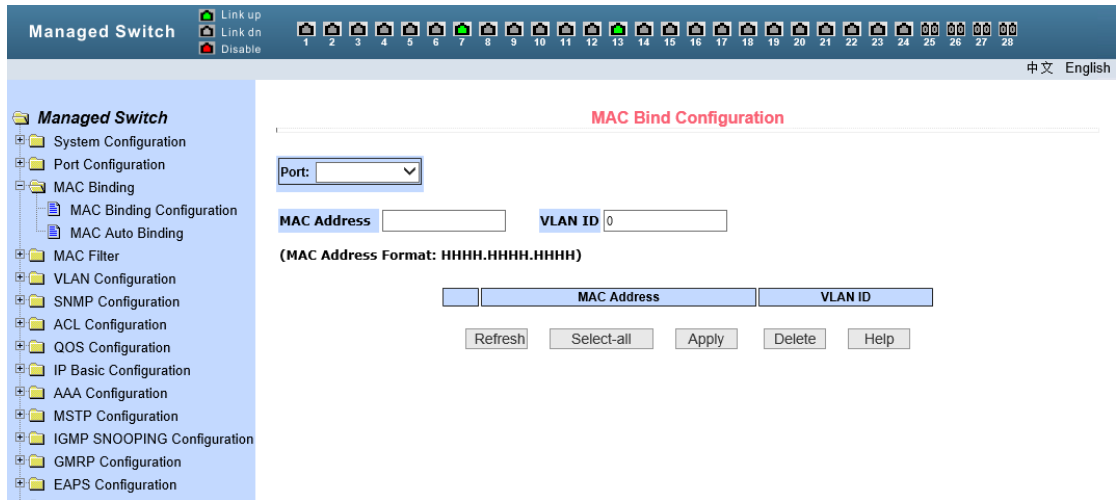 Managed Switch
Link up
Link dn
Disable
1 2 3 4 5 6 7 8 9 10 11 12 13 14 15 16 17 18 19 20 21 22 23 24 25 26 27 28
中文 English
Managed Switch
System Configuration
Port Configuration
MAC Binding
MAC Binding Configuration
MAC Auto Binding
MAC Filter
VLAN Configuration
SNMP Configuration
ACL Configuration
QOS Configuration
IP Basic Configuration
AAA Configuration
MSTP Configuration
IGMP SNOOPING Configuration
GMRP Configuration
EAPS Configuration
MAC Bind Configuration
Port:
MAC Address VLAN ID 0
(MAC Address Format: HHHH.HHHH.HHHH)
MAC Address VLAN ID
Refresh Select-all Apply Delete Help